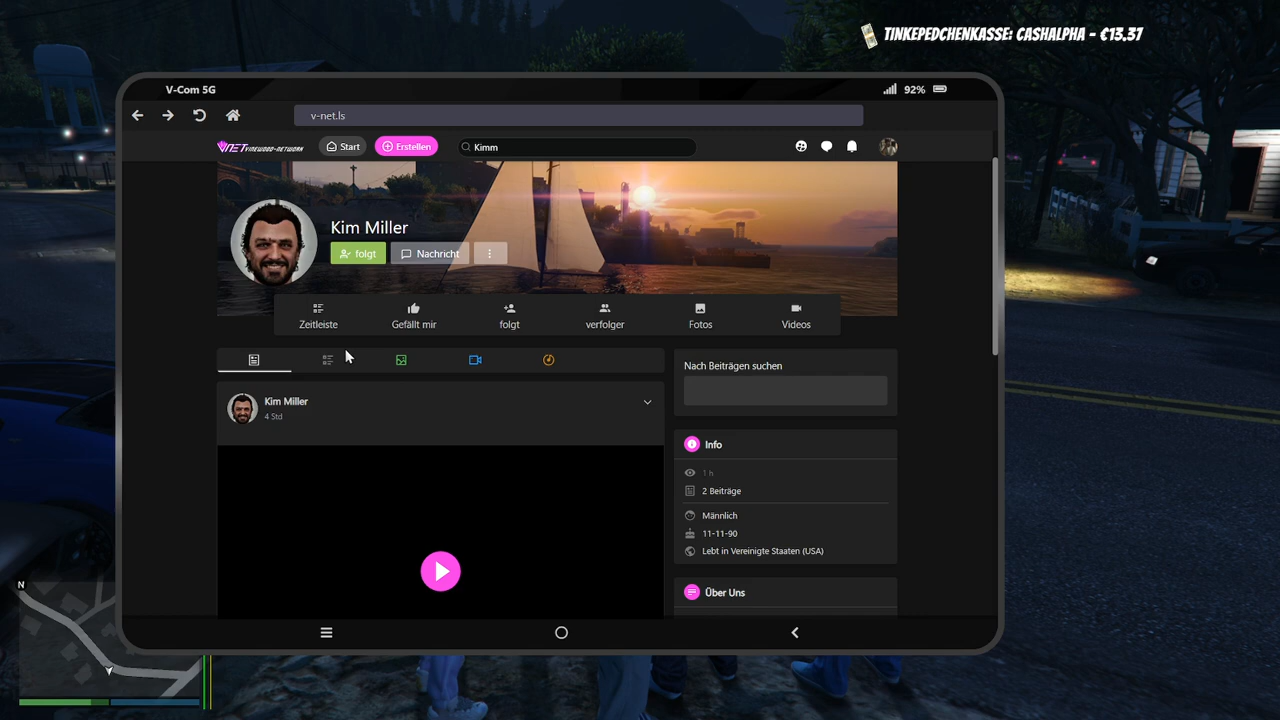 TINKEPEDCHENKASSE: CASHALPHA - €13.37
V-Com 5G
92%
v-net.ls
VNET VINEWOOD-NETWORK
Start
Erstellen
Kimm
Kim Miller
folgt
Nachricht
Zeitleiste
Gefällt mir
folgt
verfolger
Fotos
Videos
Nach Beiträgen suchen
Kim Miller
4 Std
Info
1 h
2 Beiträge
Männlich
11-11-90
Lebt in Vereinigte Staaten (USA)
Über Uns
N